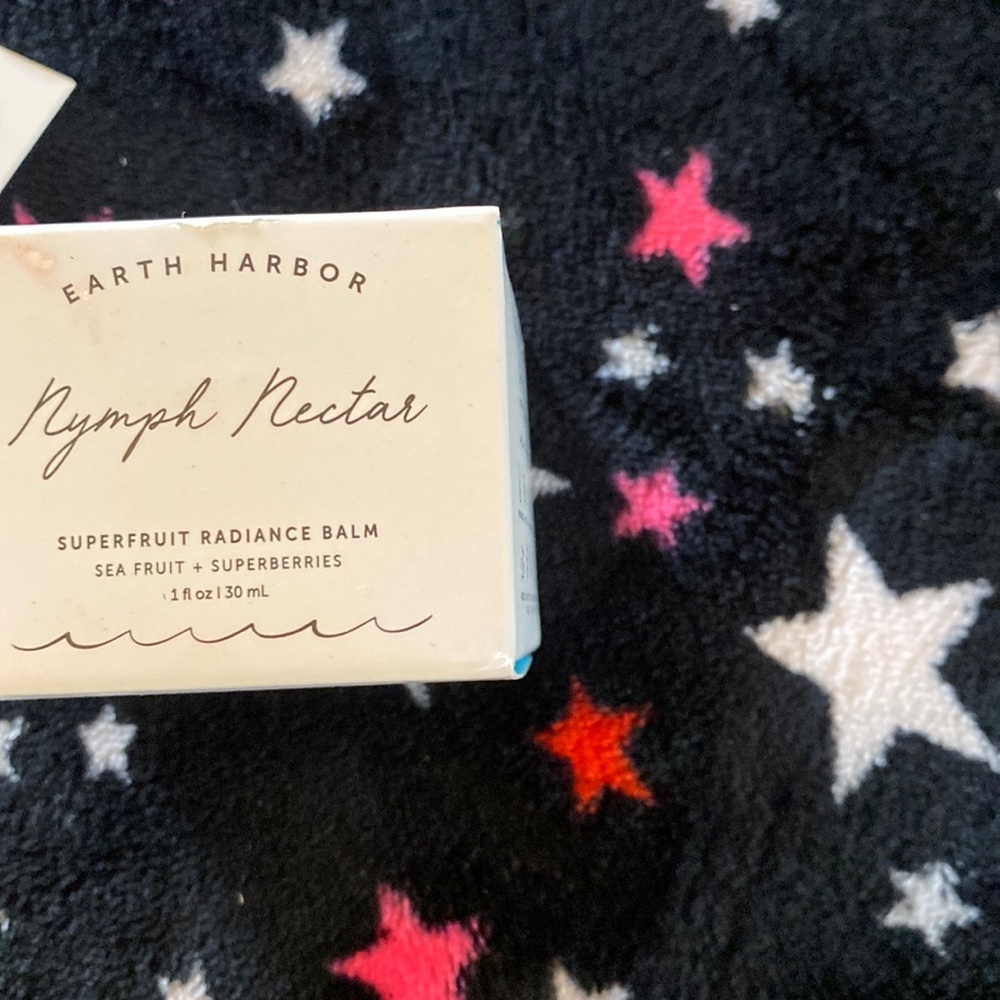 EARTH HARBOR
Nymph Nectar
SUPERFRUIT RADIANCE BALM
SEA FRUIT + SUPERBERRIES
1 fl oz | 30 mL